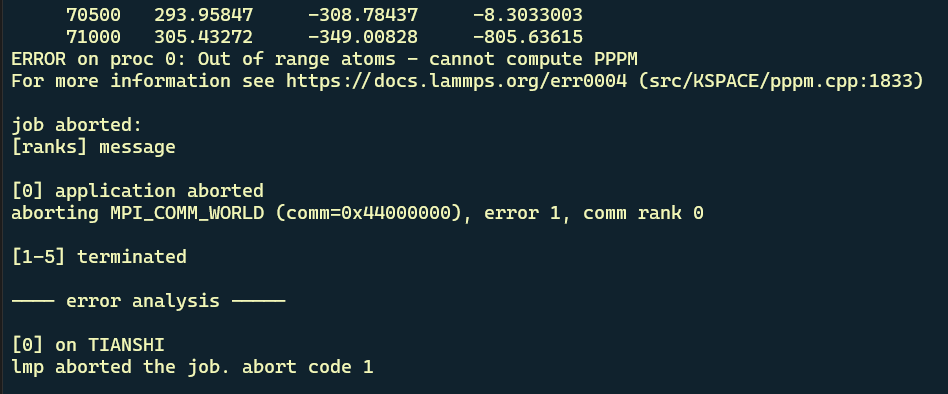 70500 293.95847 -308.78437 -8.3033003
71000 305.43272 -349.00828 -805.63615
ERROR on proc 0: Out of range atoms - cannot compute PPPM
For more information see https://docs.lammps.org/err0004 (src/KSPACE/pppm.cpp:1833)
job aborted:
[ranks] message
[0] application aborted
aborting MPI_COMM_WORLD (comm=0x44000000), error 1, comm rank 0
[1-5] terminated
---- error analysis -----
[0] on TIANSHI
lmp aborted the job. abort code 1